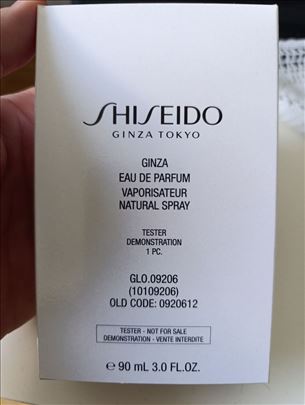 SHISEIDO
GINZA TOKYO
GINZA
EAU DE PARFUM
VAPORISATEUR
NATURAL SPRAY
TESTER
DEMONSTRATION
1 PC.
GLO.09206
(10109206)
OLD CODE: 0920612
TESTER - NOT FOR SALE
DEMONSTRATION - VENTE INTERDITE
℮ 90 mL 3.0 FL.OZ.